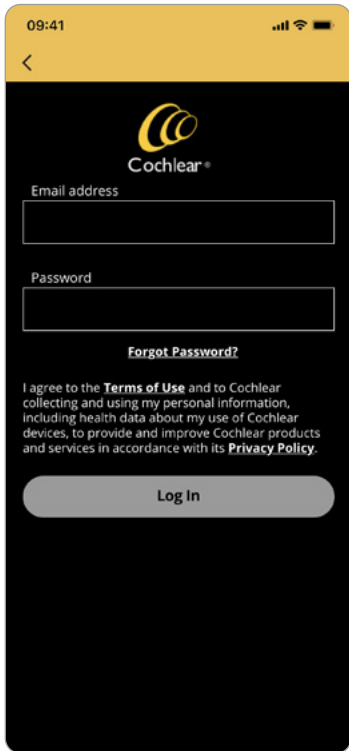 09:41
Cochlear®
Email address
Password
Forgot Password?
I agree to the Terms of Use and to Cochlear
collecting and using my personal information,
including health data about my use of Cochlear
devices, to provide and improve Cochlear products
and services in accordance with its Privacy Policy.
Log In